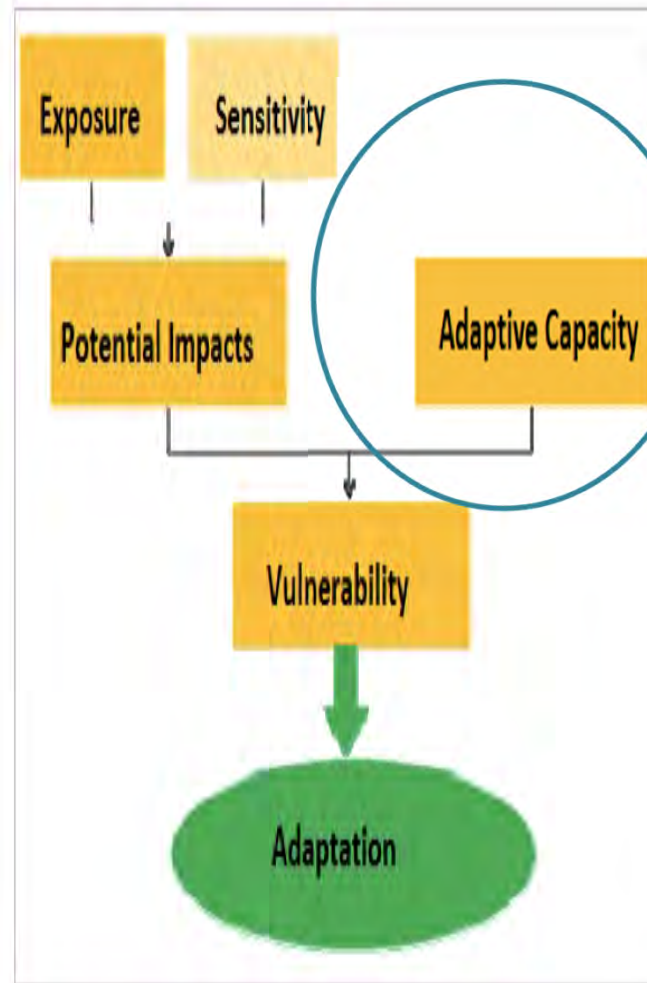 Exposure
Sensitivity
Potential Impacts
Adaptive Capacity
Vulnerability
Adaptation